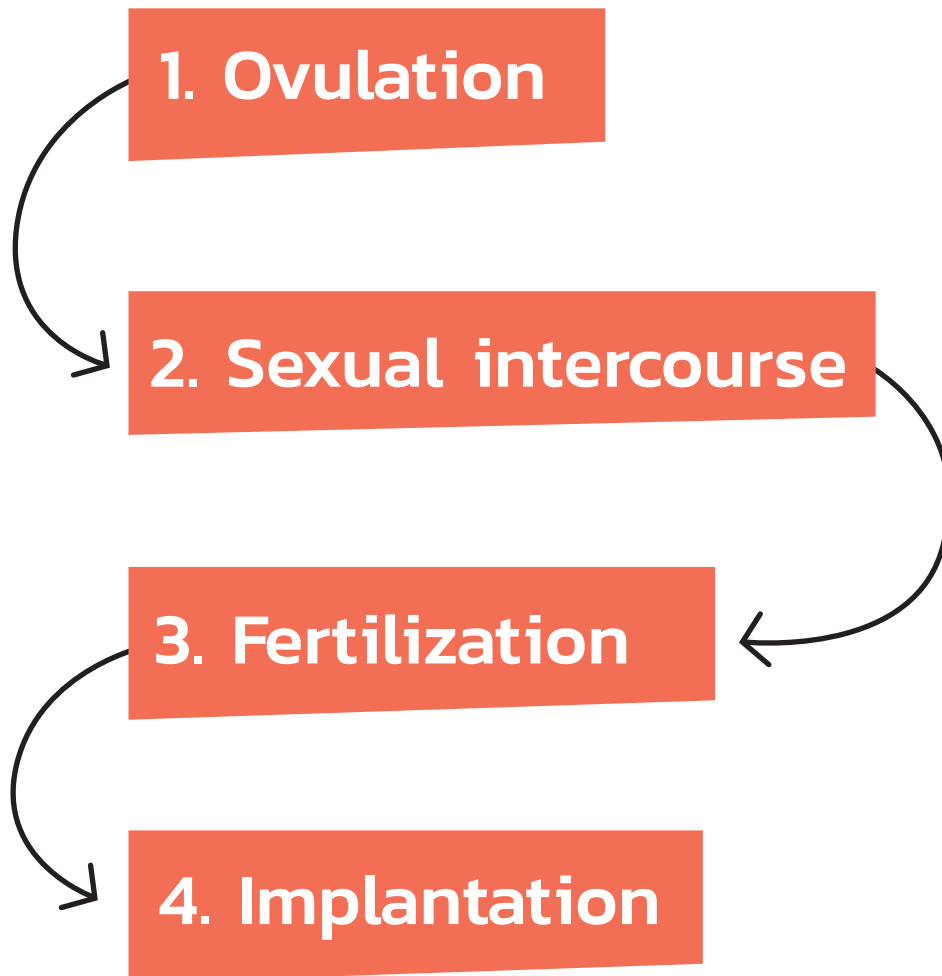 1. Ovulation
2. Sexual intercourse
3. Fertilization
4. Implantation